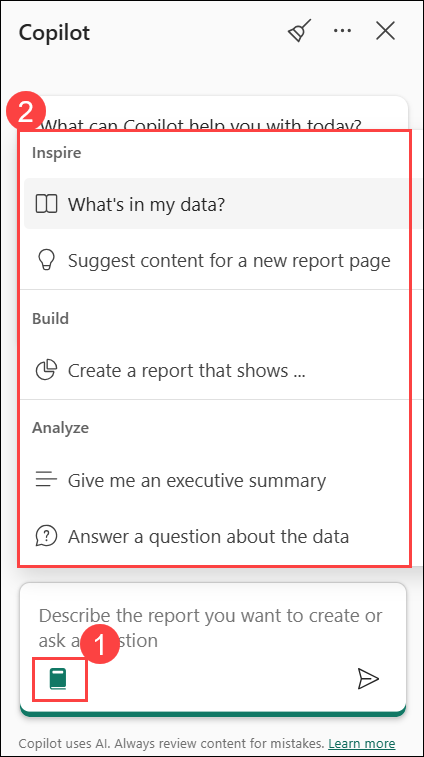 Copilot
2
What can Copilot help you with today?
Inspire
What's in my data?
Suggest content for a new report page
Build
Create a report that shows ...
Analyze
Give me an executive summary
Answer a question about the data
Describe the report you want to create or
ask a stion
1
Copilot uses AI. Always review content for mistakes. Learn more